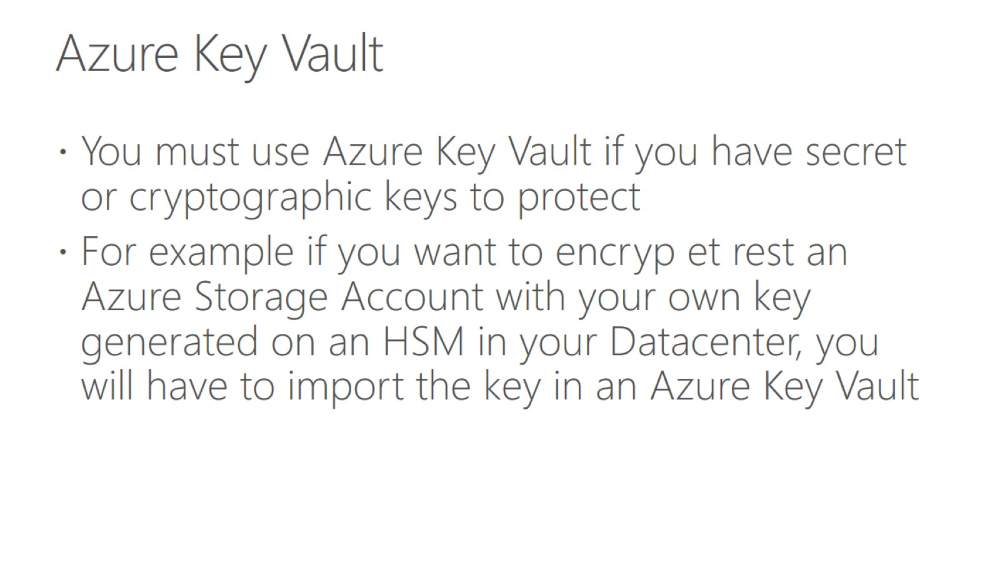 Azure Key Vault
• You must use Azure Key Vault if you have secret
or cryptographic keys to protect
• For example if you want to encryp et rest an
Azure Storage Account with your own key
generated on an HSM in your Datacenter, you
will have to import the key in an Azure Key Vault